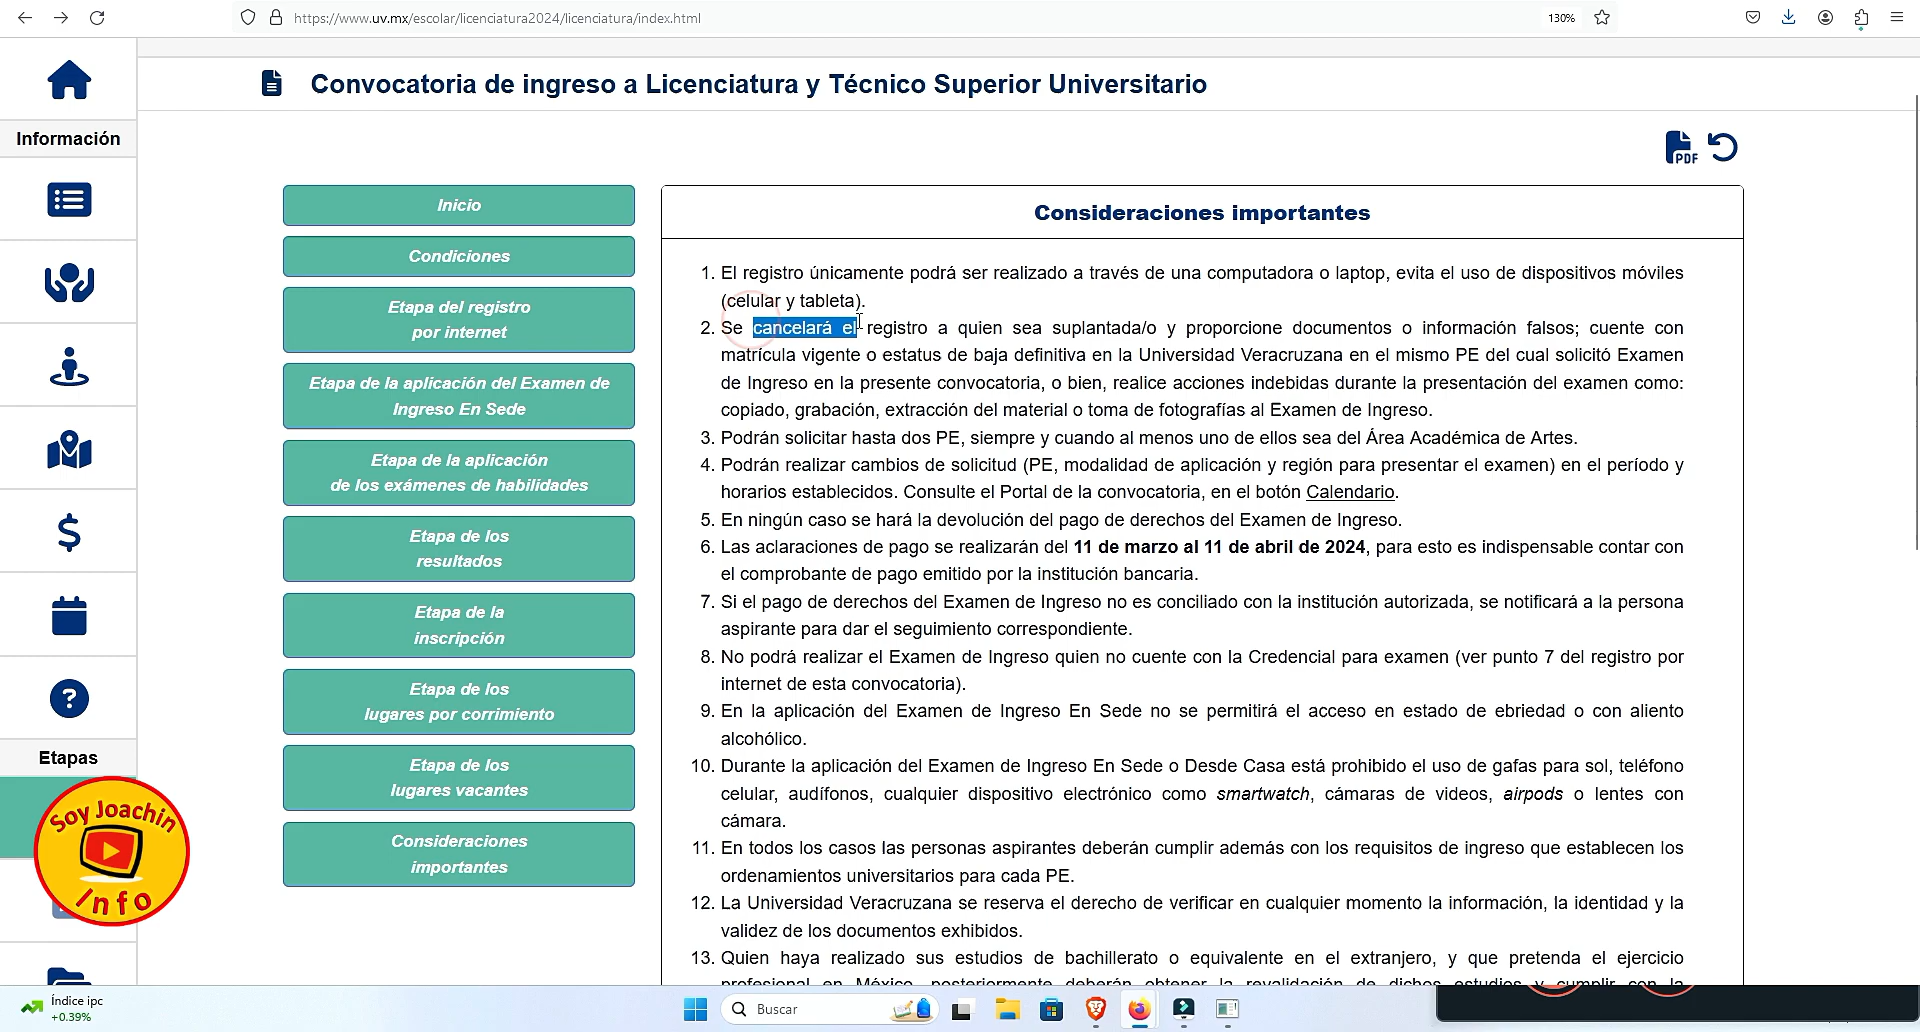 https://www.uv.mx/escolar/licenciatura2024/licenciatura/index.html
130%
Convocatoria de ingreso a Licenciatura y Técnico Superior Universitario
Información
PDF
Inicio
Condiciones
Etapa del registro
por internet
Etapa de la aplicación del Examen de
Ingreso En Sede
Etapa de la aplicación
de los exámenes de habilidades
Etapa de los
resultados
Etapa de la
inscripción
Etapa de los
lugares por corrimiento
Etapa de los
lugares vacantes
Consideraciones
importantes
Consideraciones importantes
1. El registro únicamente podrá ser realizado a través de una computadora o laptop, evita el uso de dispositivos móviles
(celular y tableta).
2. Se cancelará el registro a quien sea suplantada/o y proporcione documentos o información falsos; cuente con
matrícula vigente o estatus de baja definitiva en la Universidad Veracruzana en el mismo PE del cual solicitó Examen
de Ingreso en la presente convocatoria, o bien, realice acciones indebidas durante la presentación del examen como:
copiado, grabación, extracción del material o toma de fotografías al Examen de Ingreso.
3. Podrán solicitar hasta dos PE, siempre y cuando al menos uno de ellos sea del Área Académica de Artes.
4. Podrán realizar cambios de solicitud (PE, modalidad de aplicación y región para presentar el examen) en el período y
horarios establecidos. Consulte el Portal de la convocatoria, en el botón Calendario.
5. En ningún caso se hará la devolución del pago de derechos del Examen de Ingreso.
6. Las aclaraciones de pago se realizarán del 11 de marzo al 11 de abril de 2024, para esto es indispensable contar con
el comprobante de pago emitido por la institución bancaria.
7. Si el pago de derechos del Examen de Ingreso no es conciliado con la institución autorizada, se notificará a la persona
aspirante para dar el seguimiento correspondiente.
8. No podrá realizar el Examen de Ingreso quien no cuente con la Credencial para examen (ver punto 7 del registro por
internet de esta convocatoria).
9. En la aplicación del Examen de Ingreso En Sede no se permitirá el acceso en estado de ebriedad o con aliento
alcohólico.
10. Durante la aplicación del Examen de Ingreso En Sede o Desde Casa está prohibido el uso de gafas para sol, teléfono
celular, audífonos, cualquier dispositivo electrónico como smartwatch, cámaras de videos, airpods o lentes con
cámara.
11. En todos los casos las personas aspirantes deberán cumplir además con los requisitos de ingreso que establecen los
ordenamientos universitarios para cada PE.
12. La Universidad Veracruzana se reserva el derecho de verificar en cualquier momento la información, la identidad y la
validez de los documentos exhibidos.
13. Quien haya realizado sus estudios de bachillerato o equivalente en el extranjero, y que pretenda el ejercicio
profesional en México, posteriormente deberán obtener la revalidación de dichos estudios y cumplir con la
Etapas
Soy Joachin
Info
Índice ipc
+0.39%
Buscar